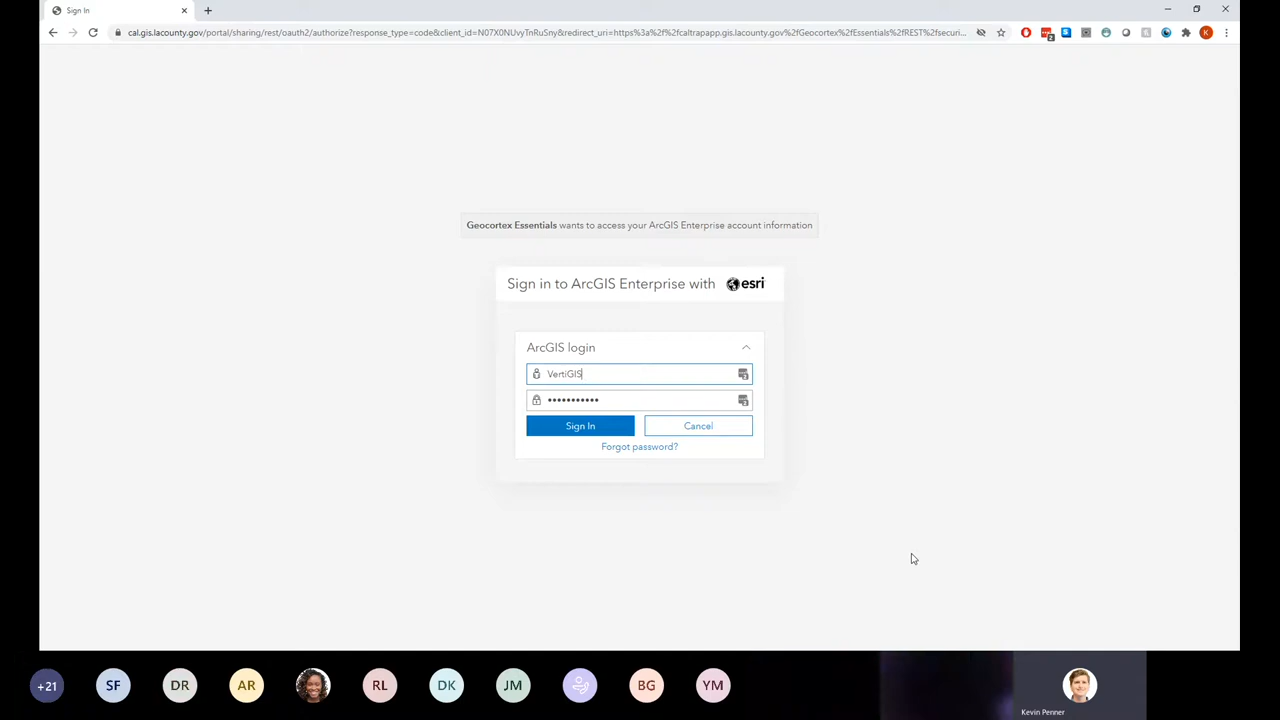 Sign In
cal.gis.lacounty.gov/portal/sharing/rest/oauth2/authorize?response_type=code&client_id=N07X0NUvyTnRuSny&redirect_uri=https%3a%2f%2fcaltrapapp.gis.lacounty.gov%2fGeocortex%2fEssentials%2fREST%2fsecuri...
K
Geocortex Essentials wants to access your ArcGIS Enterprise account information
Sign in to ArcGIS Enterprise with esri
ArcGIS login
VertiGIS
Sign In Cancel
Forgot password?
+21 SF DR AR RL DK JM BG YM
Kevin Penner